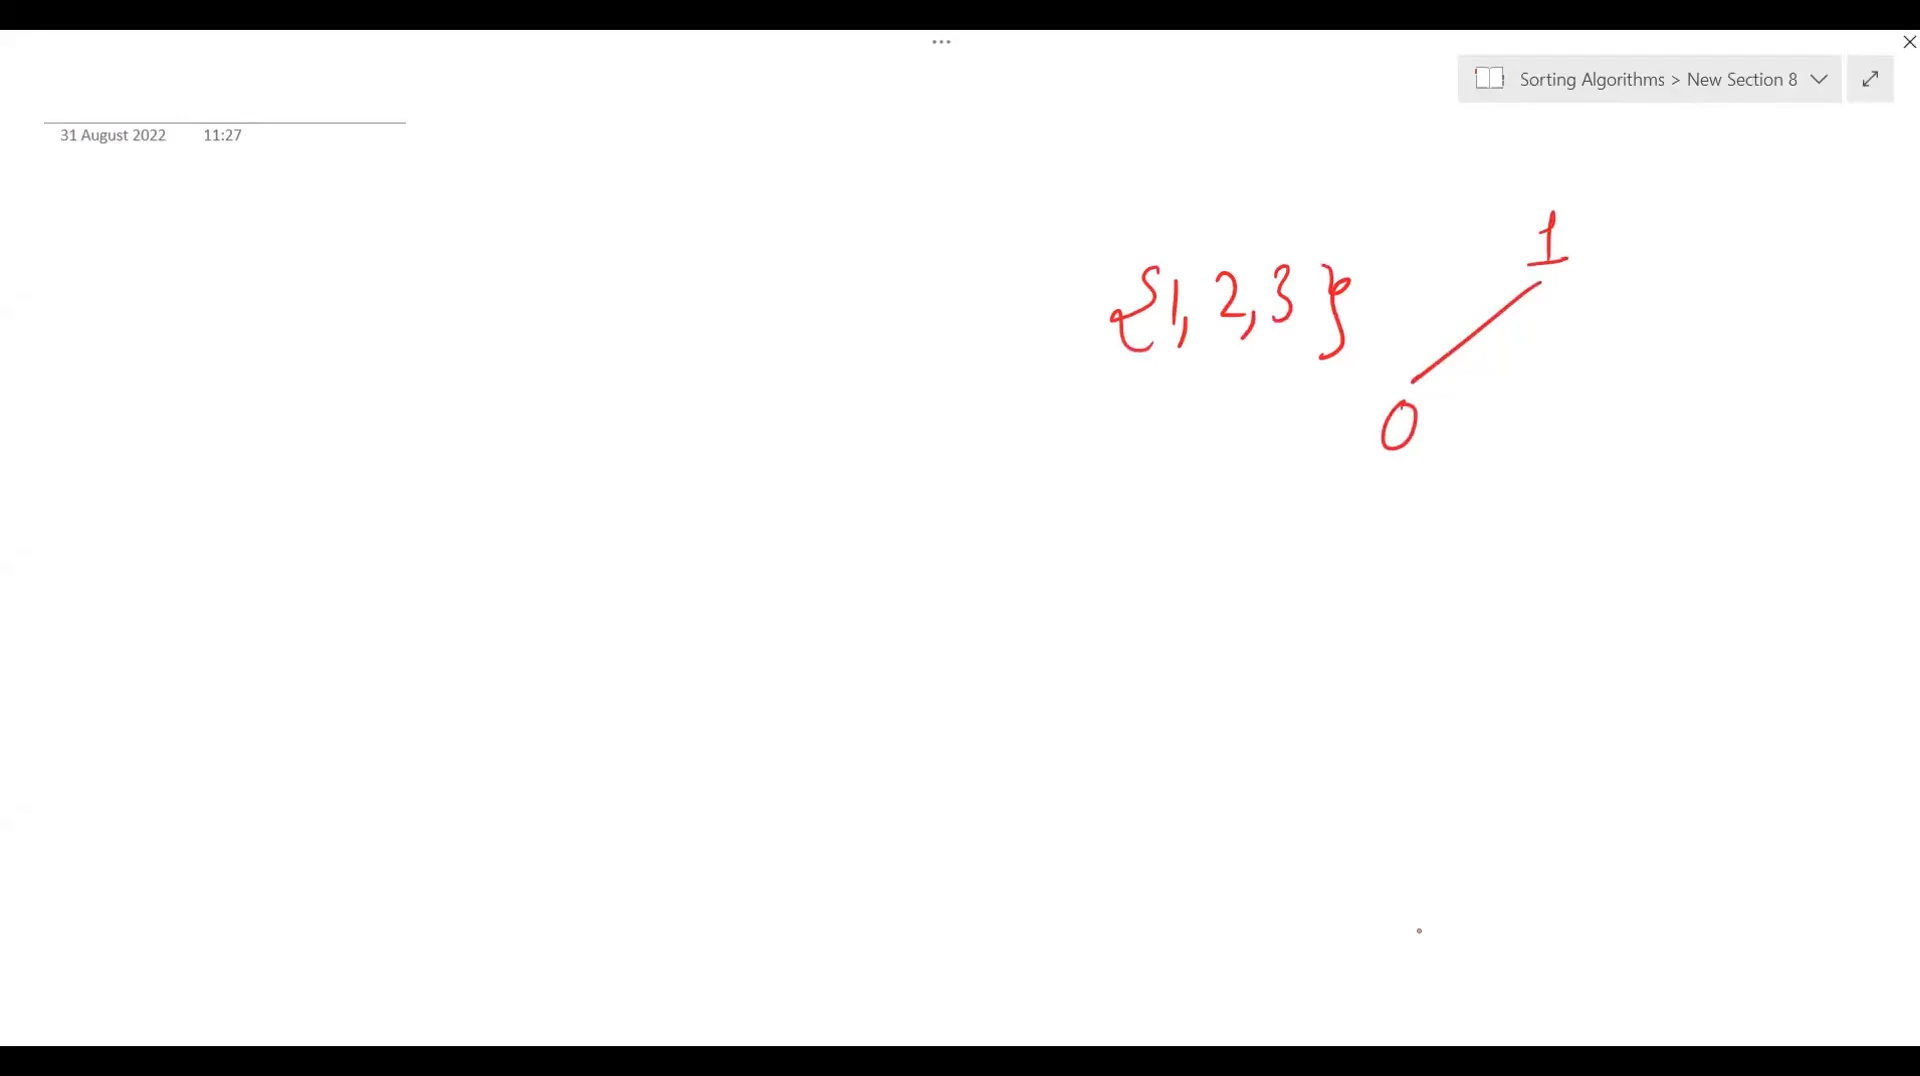 Sorting Algorithms > New Section 8
31 August 2022 11:27
1
{1, 2, 3}
0